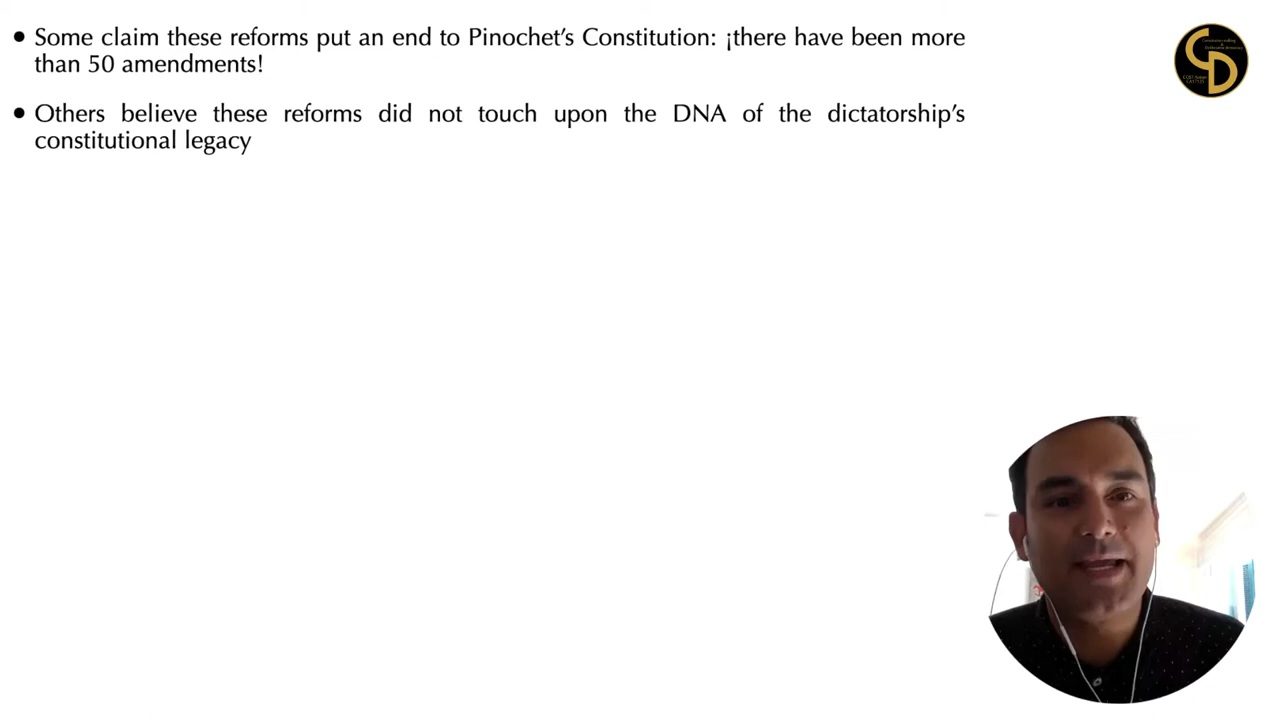 • Some claim these reforms put an end to Pinochet’s Constitution: ¡there have been more
than 50 amendments!
• Others believe these reforms did not touch upon the DNA of the dictatorship’s
constitutional legacy
CD